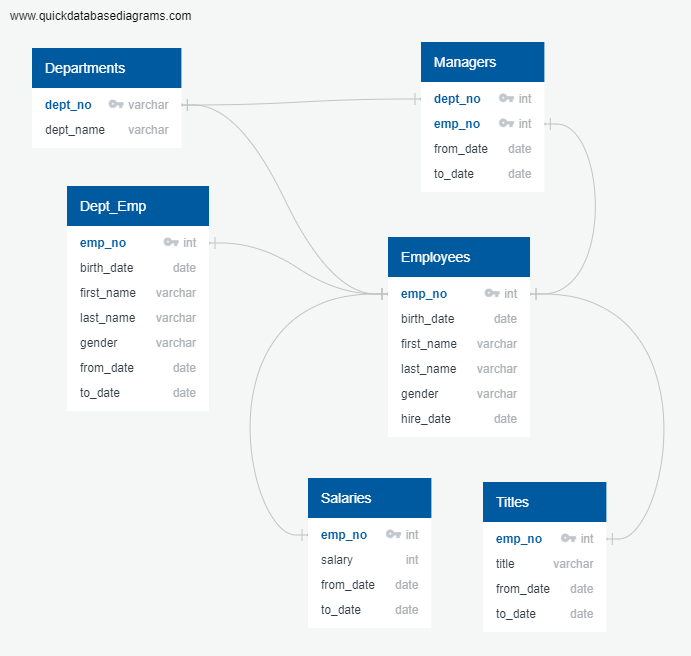 www.quickdatabasediagrams.com
Departments
dept_no varchar
dept_name varchar
Managers
dept_no int
emp_no int
from_date date
to_date date
Dept_Emp
emp_no int
birth_date date
first_name varchar
last_name varchar
gender varchar
from_date date
to_date date
Employees
emp_no int
birth_date date
first_name varchar
last_name varchar
gender varchar
hire_date date
Salaries
emp_no int
salary int
from_date date
to_date date
Titles
emp_no int
title varchar
from_date date
to_date date